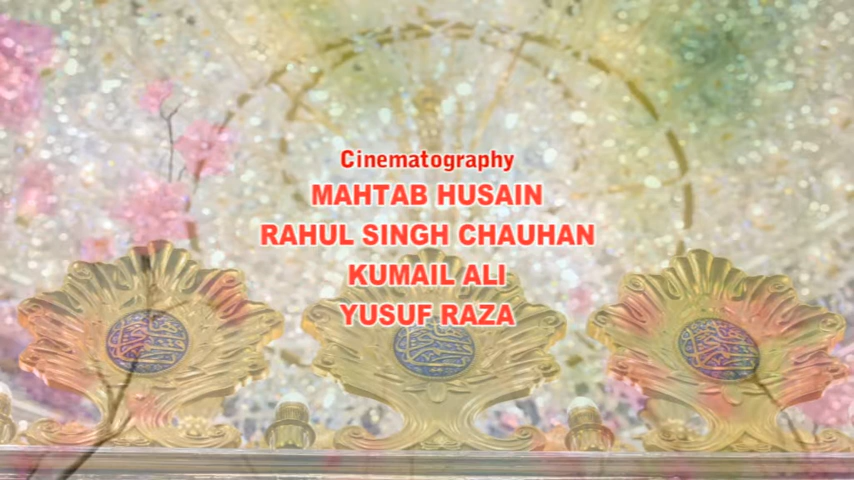 Cinematography
MAHTAB HUSAIN
RAHUL SINGH CHAUHAN
KUMAIL ALI
YUSUF RAZA